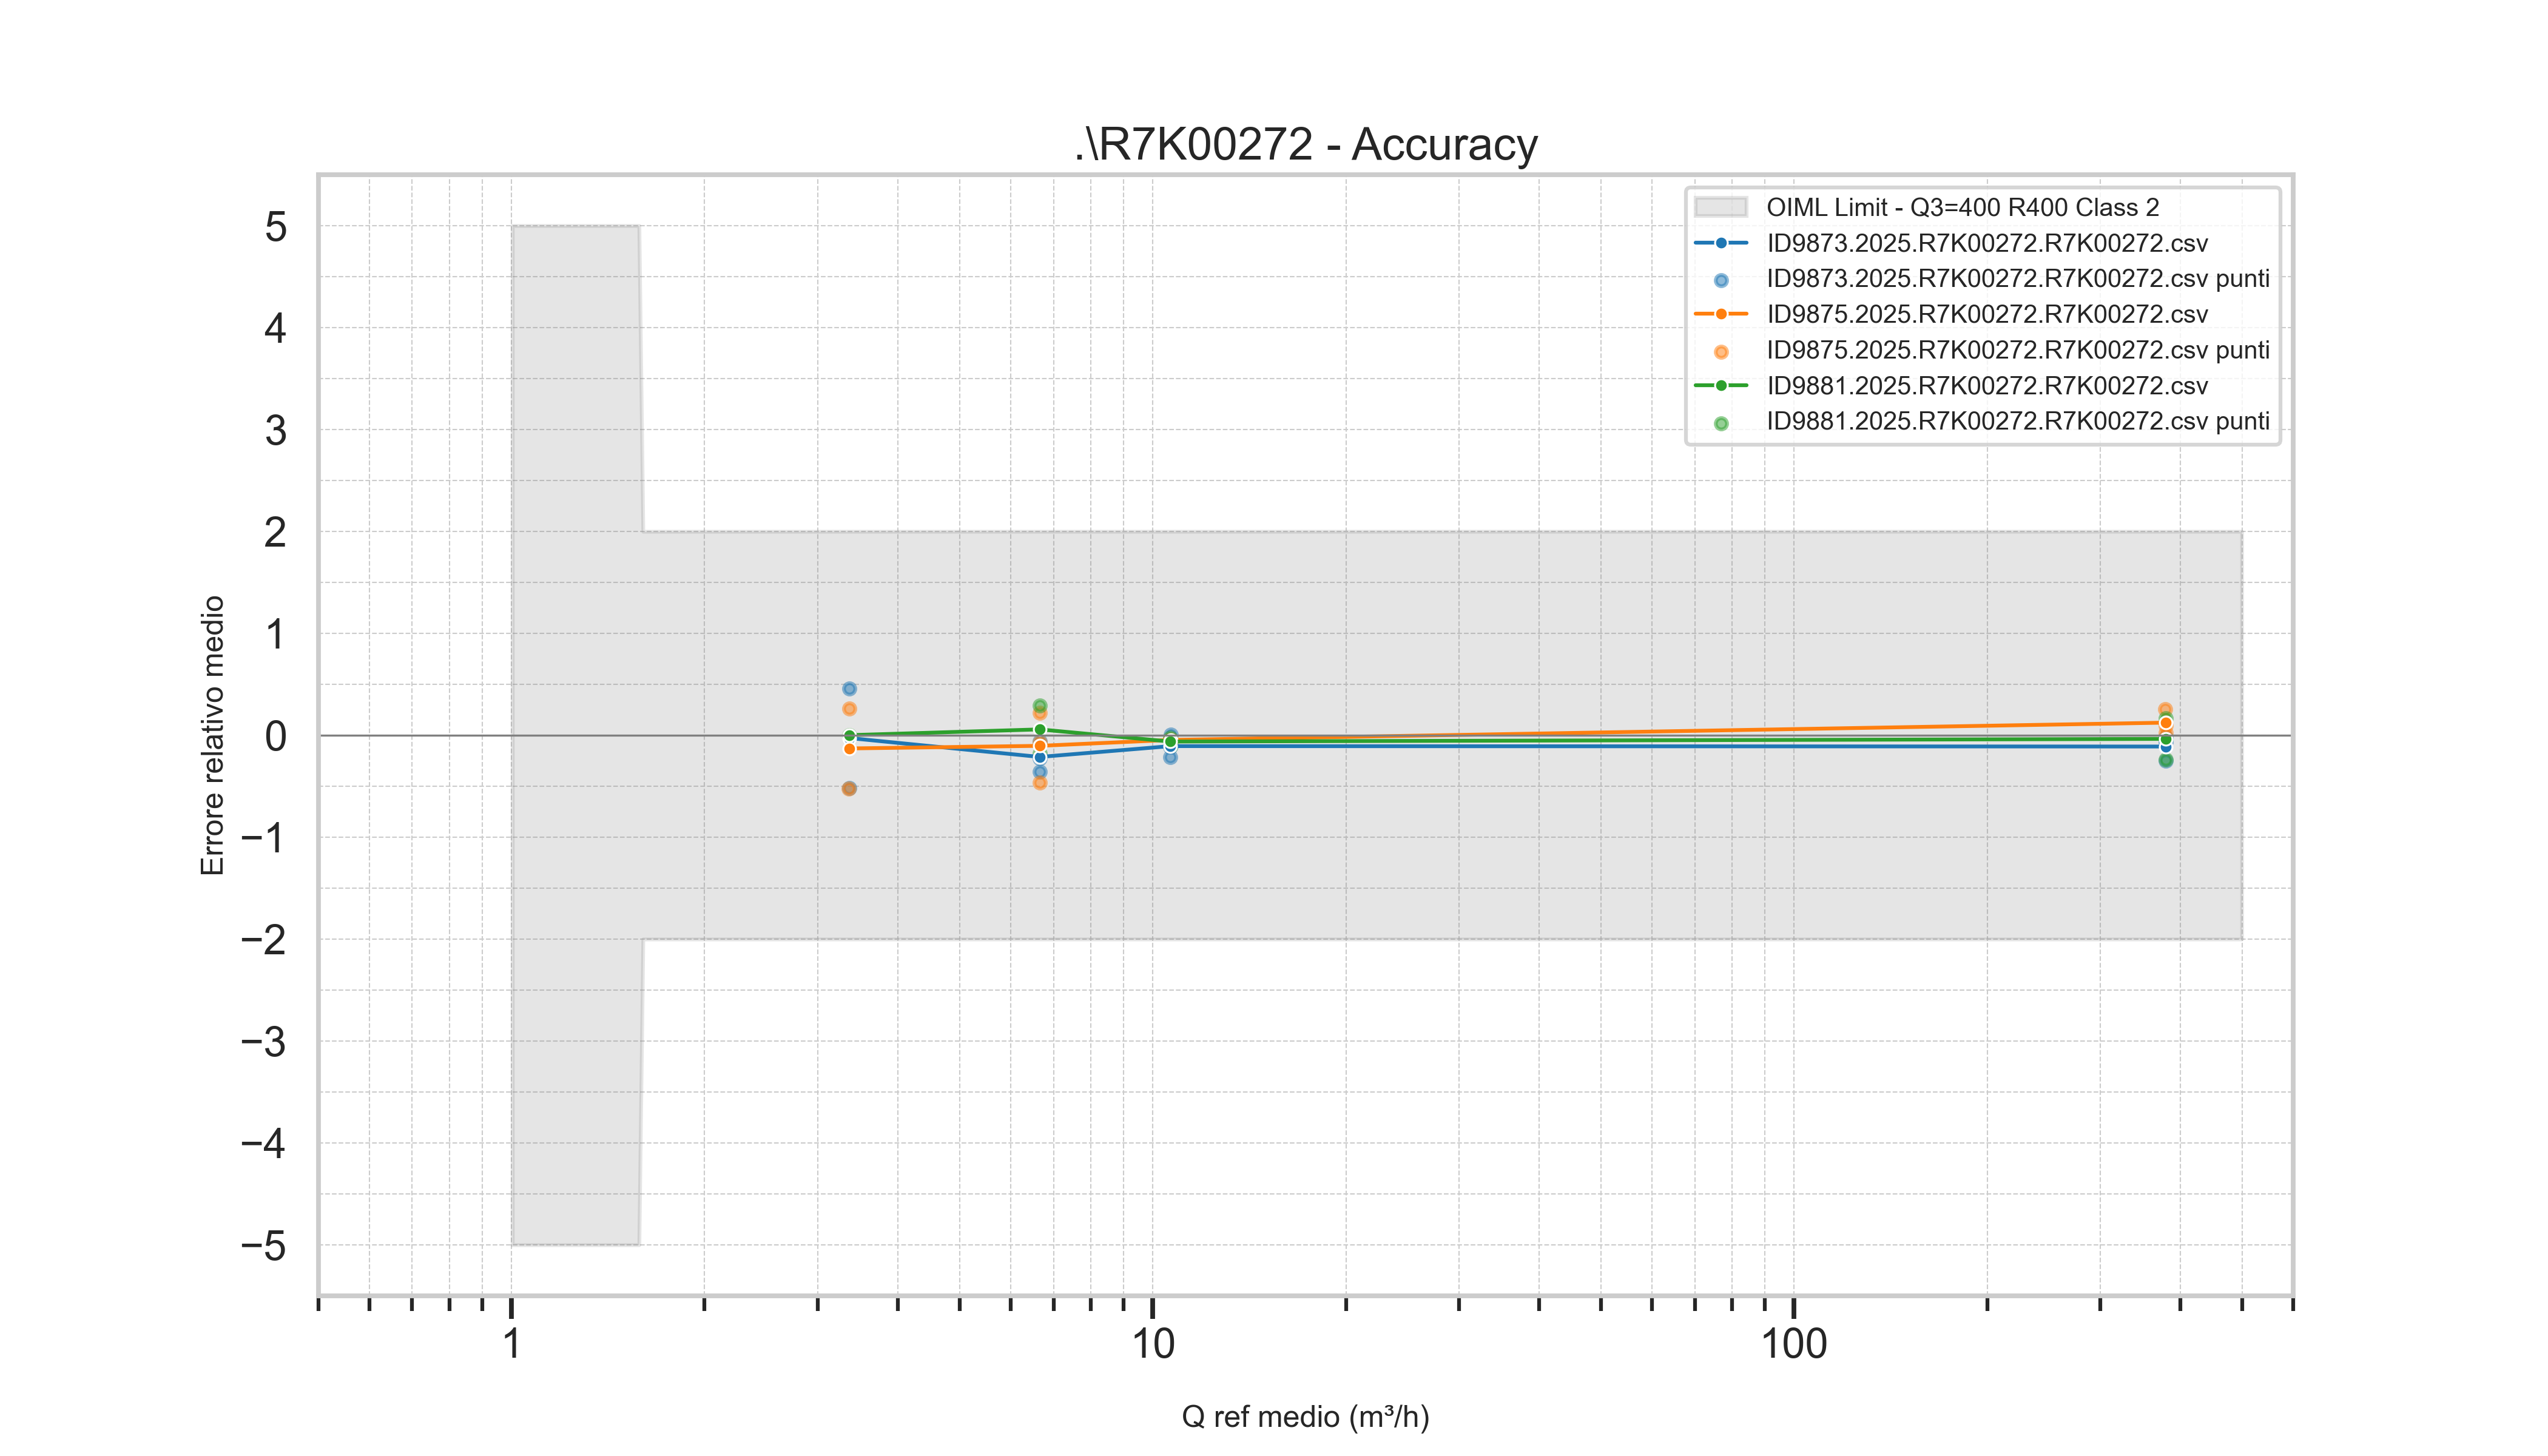 .\R7K00272 - Accuracy
OIML Limit - Q3=400 R400 Class 2
ID9873.2025.R7K00272.R7K00272.csv
ID9873.2025.R7K00272.R7K00272.csv punti
ID9875.2025.R7K00272.R7K00272.csv
ID9875.2025.R7K00272.R7K00272.csv punti
ID9881.2025.R7K00272.R7K00272.csv
ID9881.2025.R7K00272.R7K00272.csv punti
Errore relativo medio
5
4
3
2
1
0
−1
−2
−3
−4
−5
1
10
100
Q ref medio (m³/h)